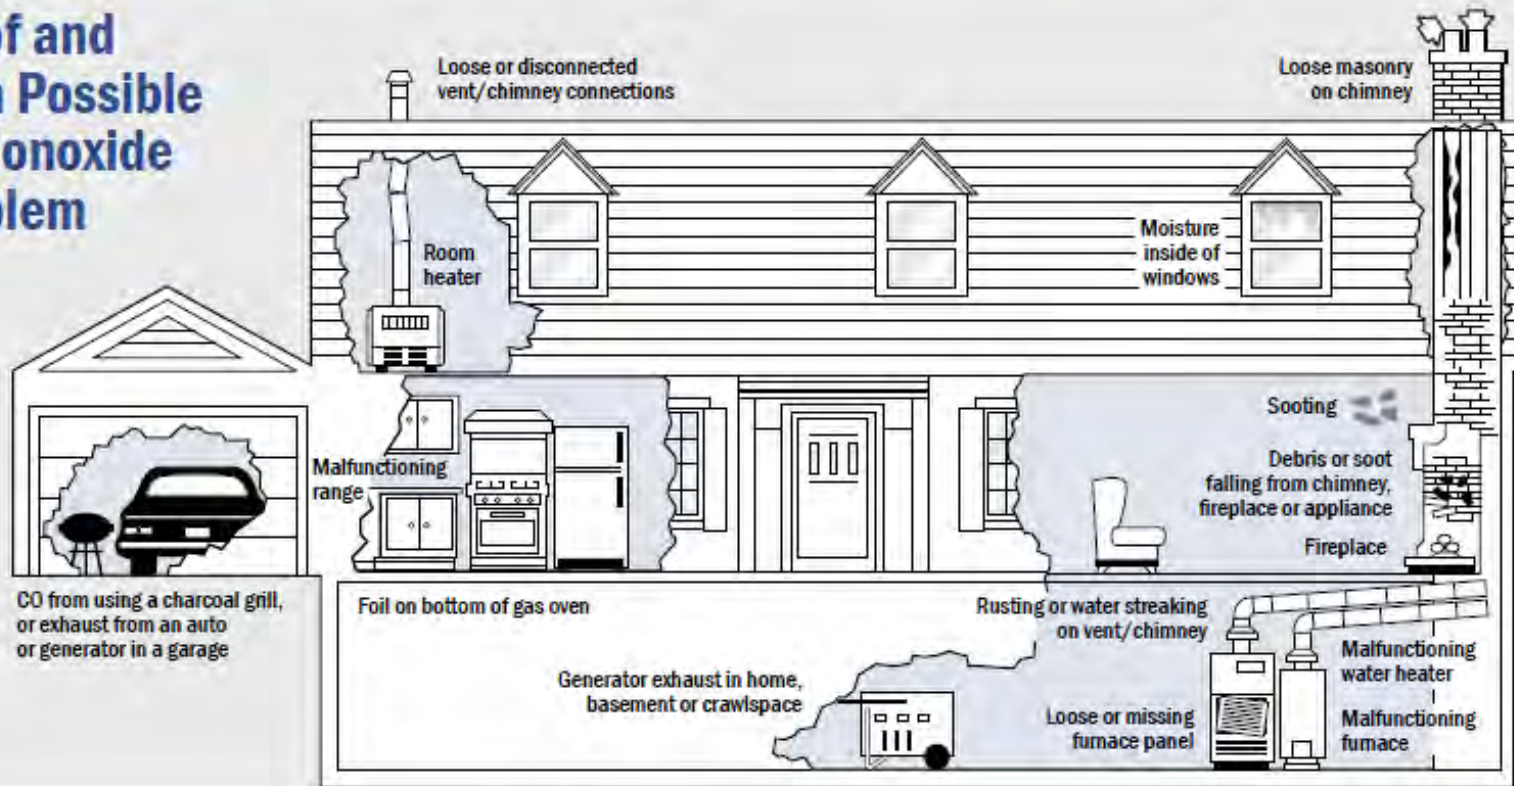 of and
Possible
onoxide
blem
Loose or disconnected
vent/chimney connections
Loose masonry
on chimney
Room
heater
Moisture
inside of
windows
Malfunctioning
range
Sooting
Debris or soot
falling from chimney,
fireplace or appliance
Fireplace
CO from using a charcoal grill,
or exhaust from an auto
or generator in a garage
Foil on bottom of gas oven
Rusting or water streaking
on vent/chimney
Generator exhaust in home,
basement or crawlspace
Loose or missing
furnace panel
Malfunctioning
water heater
Malfunctioning
furnace